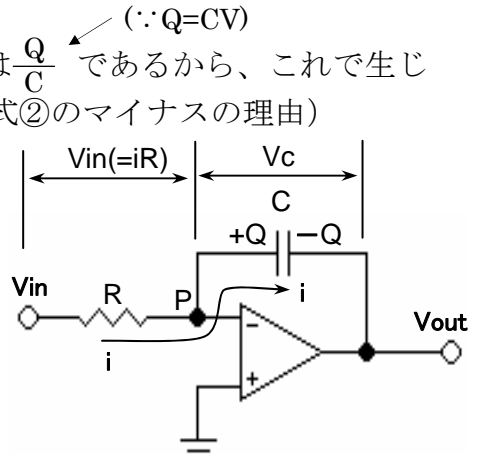 (∵Q=CV)
は Q/C であるから、これで生じ
式②のマイナスの理由)
Vin(=iR) Vc
C
+Q －Q
Vin R P i Vout
i
－
+